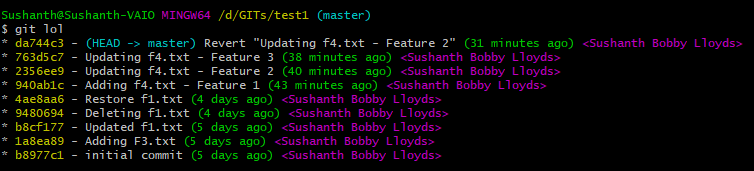 Sushanth@Sushanth-VAIO MINGW64 /d/GITs/test1 (master)
$ git lol
* da744c3 - (HEAD -> master) Revert "Updating f4.txt - Feature 2" (31 minutes ago) <Sushanth Bobby Lloyds>
* 763d5c7 - Updating f4.txt - Feature 3 (38 minutes ago) <Sushanth Bobby Lloyds>
* 2356ee9 - Updating f4.txt - Feature 2 (40 minutes ago) <Sushanth Bobby Lloyds>
* 940ab1c - Adding f4.txt - Feature 1 (43 minutes ago) <Sushanth Bobby Lloyds>
* 4ae8aa6 - Restore f1.txt (4 days ago) <Sushanth Bobby Lloyds>
* 9480694 - Deleting f1.txt (4 days ago) <Sushanth Bobby Lloyds>
* b8cf177 - Updated f1.txt (5 days ago) <Sushanth Bobby Lloyds>
* 1a8ea89 - Adding F3.txt (5 days ago) <Sushanth Bobby Lloyds>
* b8977c1 - initial commit (5 days ago) <Sushanth Bobby Lloyds>